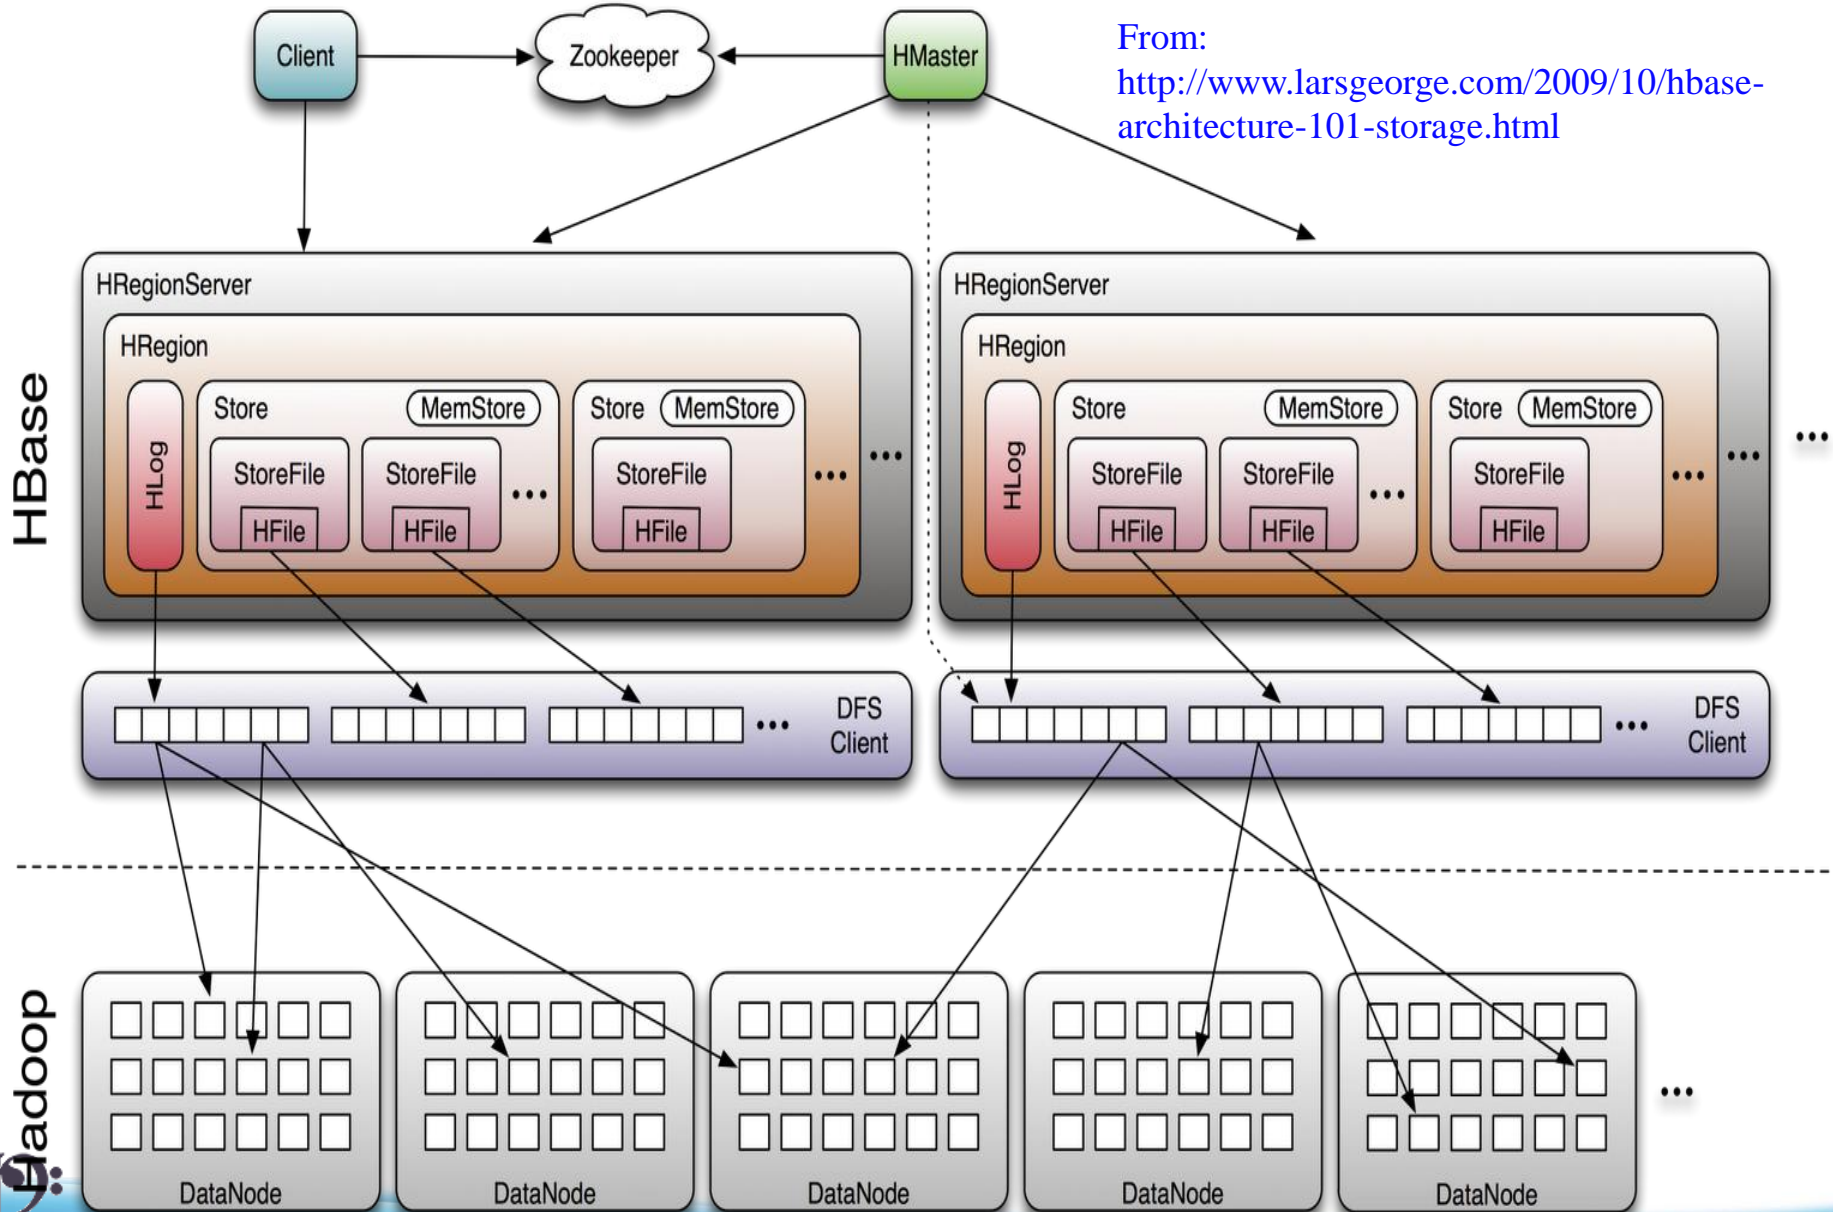 Client
Zookeeper
HMaster
From:
http://www.larsgeorge.com/2009/10/hbase-
architecture-101-storage.html
HBase
HRegionServer
HRegion
HLog
Store
MemStore
StoreFile
HFile
StoreFile
HFile
...
Store
MemStore
StoreFile
HFile
...
...
HRegionServer
HRegion
HLog
Store
MemStore
StoreFile
HFile
StoreFile
HFile
...
Store
MemStore
StoreFile
HFile
...
...
...
...
DFS
Client
...
DFS
Client
Hadoop
DataNode
DataNode
DataNode
DataNode
DataNode
...